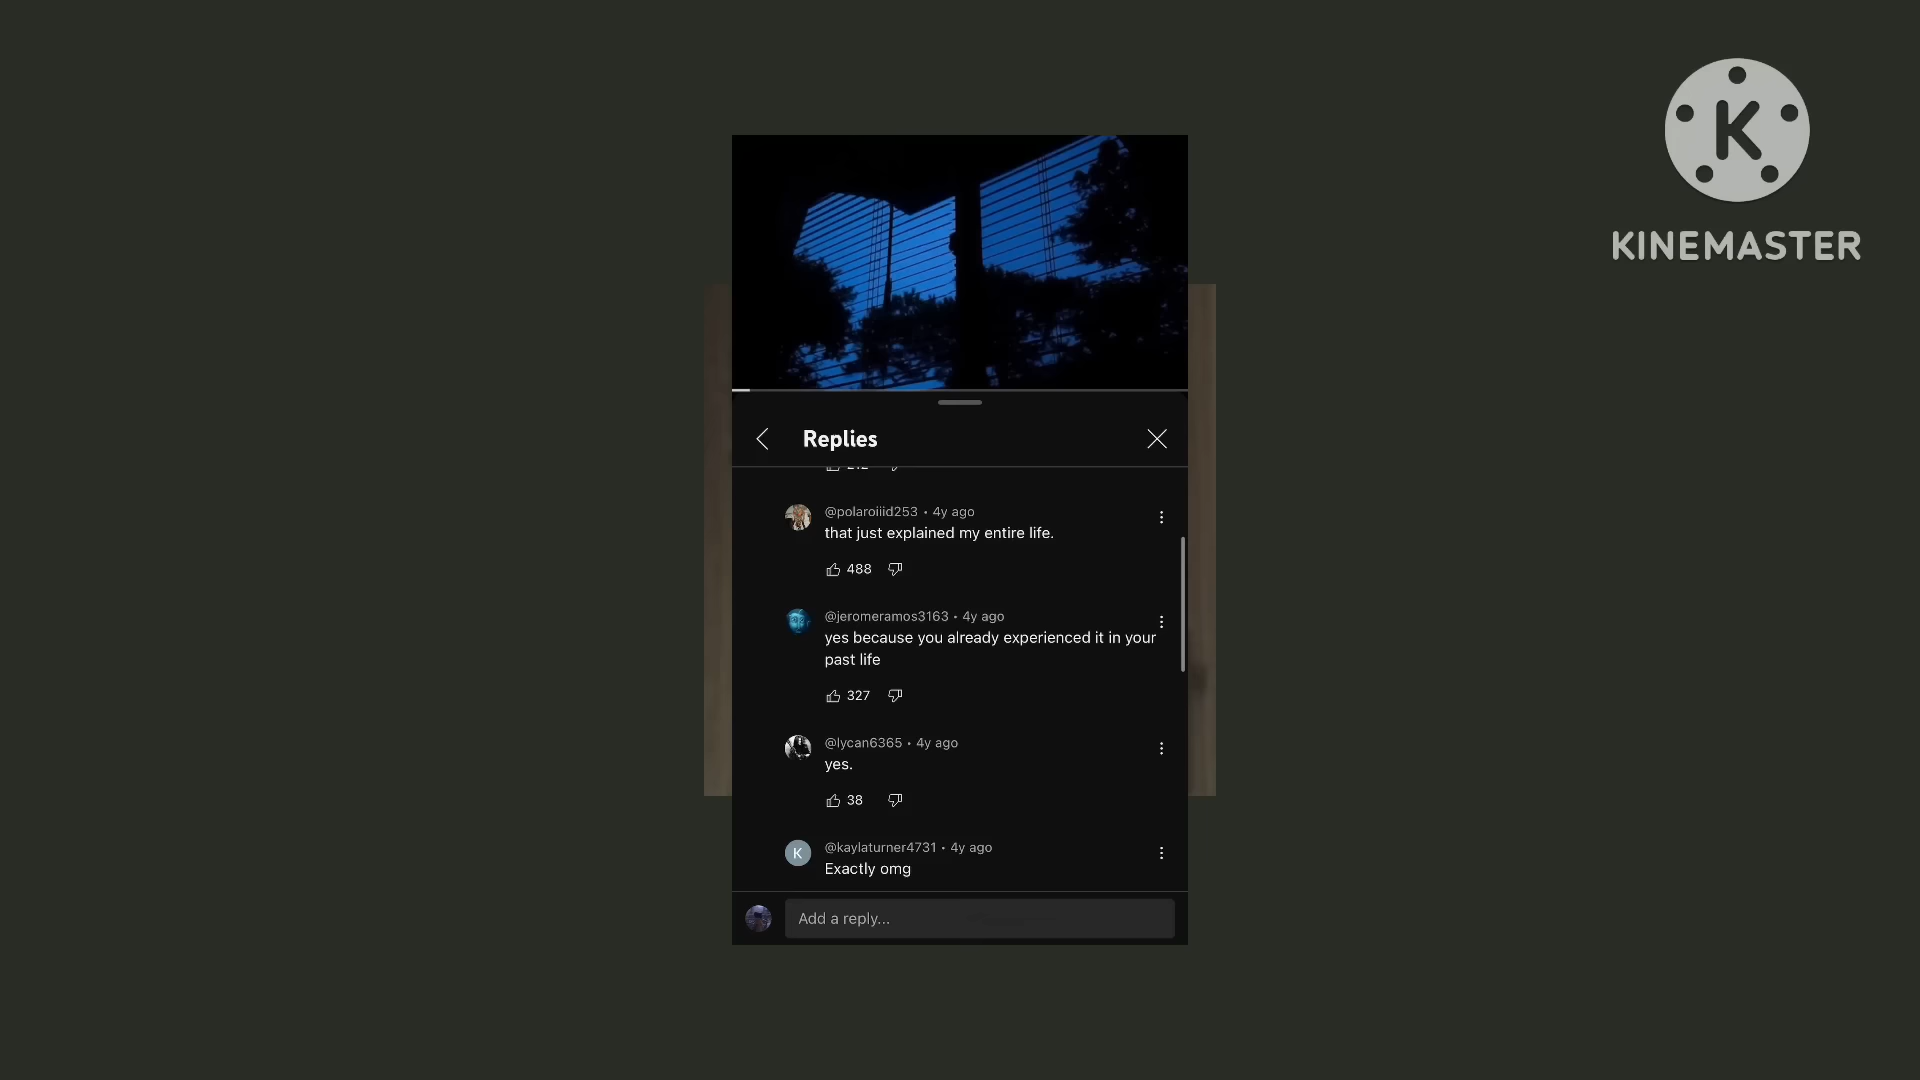 K
KINEMASTER
Replies
@polaroiiid253 • 4y ago
that just explained my entire life.
488
@jeromeramos3163 • 4y ago
yes because you already experienced it in your
past life
327
@lycan6365 • 4y ago
yes.
38
K
@kaylaturner4731 • 4y ago
Exactly omg
Add a reply...